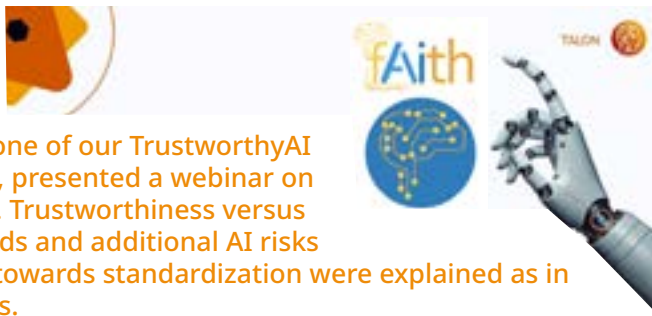 fAith
TALON
one of our TrustworthyAI
, presented a webinar on
Trustworthiness versus
ds and additional AI risks
towards standardization were explained as in
s.